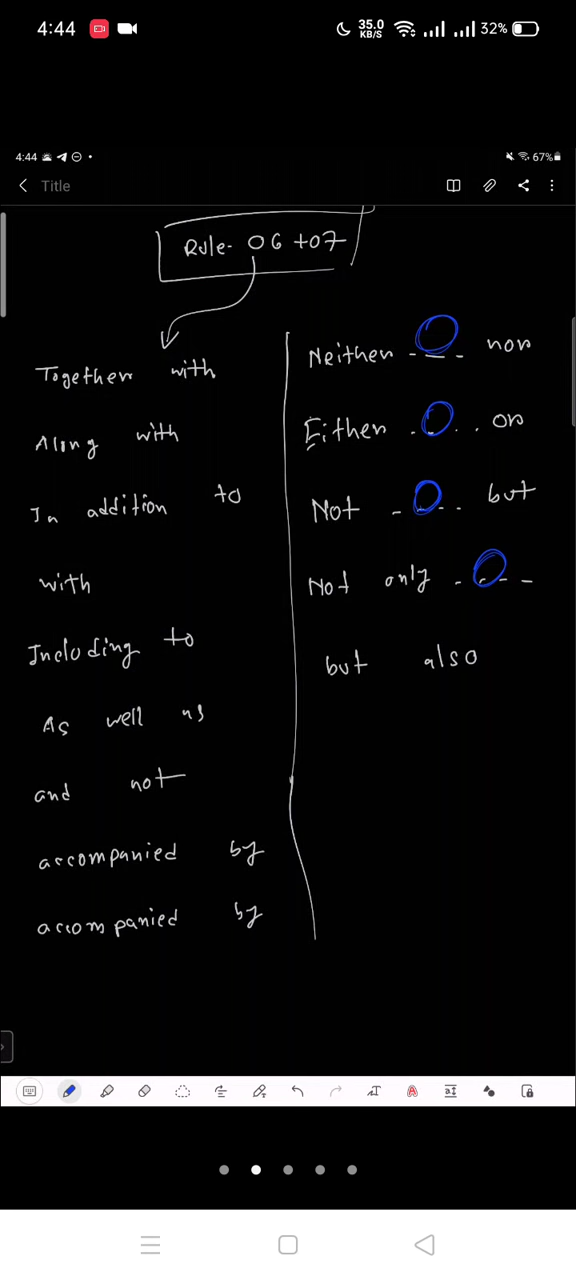 4:44 35.0 KB/S 32%
4:44 67%
Title
Rule- 06 +07
Together with
Along with
In addition to
with
Including to
As well as
and not
accompanied by
accompanied by
Neither - - - nor
Either - - - or
Not - - - but
Not only - - - -
but also